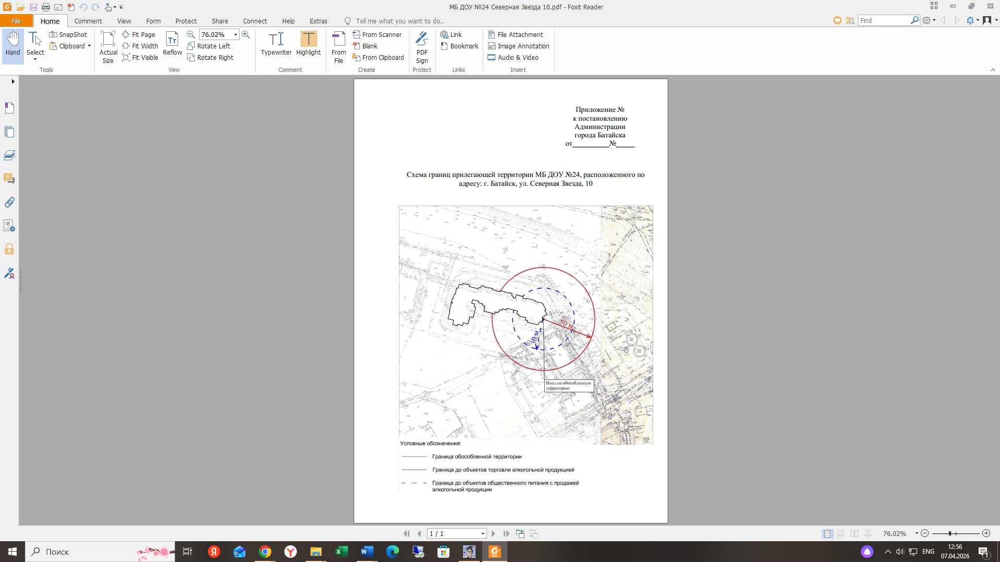 МБ ДОУ №24 Северная Звезда 10.pdf - Foxit Reader
File Home Comment View Form Protect Share Connect Help Extras Tell me what you want to do.. Find
Hand
Select
SnapShot
Clipboard
Tools
Actual Size
Fit Page
Fit Width
Fit Visible
Reflow
76.02%
Rotate Left
Rotate Right
View
Typewriter
Highlight
Comment
From File
From Scanner
Blank
From Clipboard
Create
PDF Sign
Protect
Link
Bookmark
Links
File Attachment
Image Annotation
Audio & Video
Insert
Приложение №
к постановлению
Администрации
города Батайска
от__________№_____
Схема границ прилегающей территории МБ ДОУ №24, расположенного по
адресу: г. Батайск, ул. Северная Звезда, 10
50 м
30 м
Вход на обособленную
территорию
Условные обозначения:
Граница обособленной территории
Граница до объектов торговли алкогольной продукцией
Граница до объектов общественного питания с продажей
алкогольной продукции
1 / 1
76.02%
Поиск
ENG
12:56
07.04.2026
1